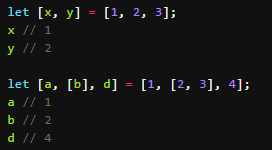 let [x, y] = [1, 2, 3];
x // 1
y // 2
let [a, [b], d] = [1, [2, 3], 4];
a // 1
b // 2
d // 4